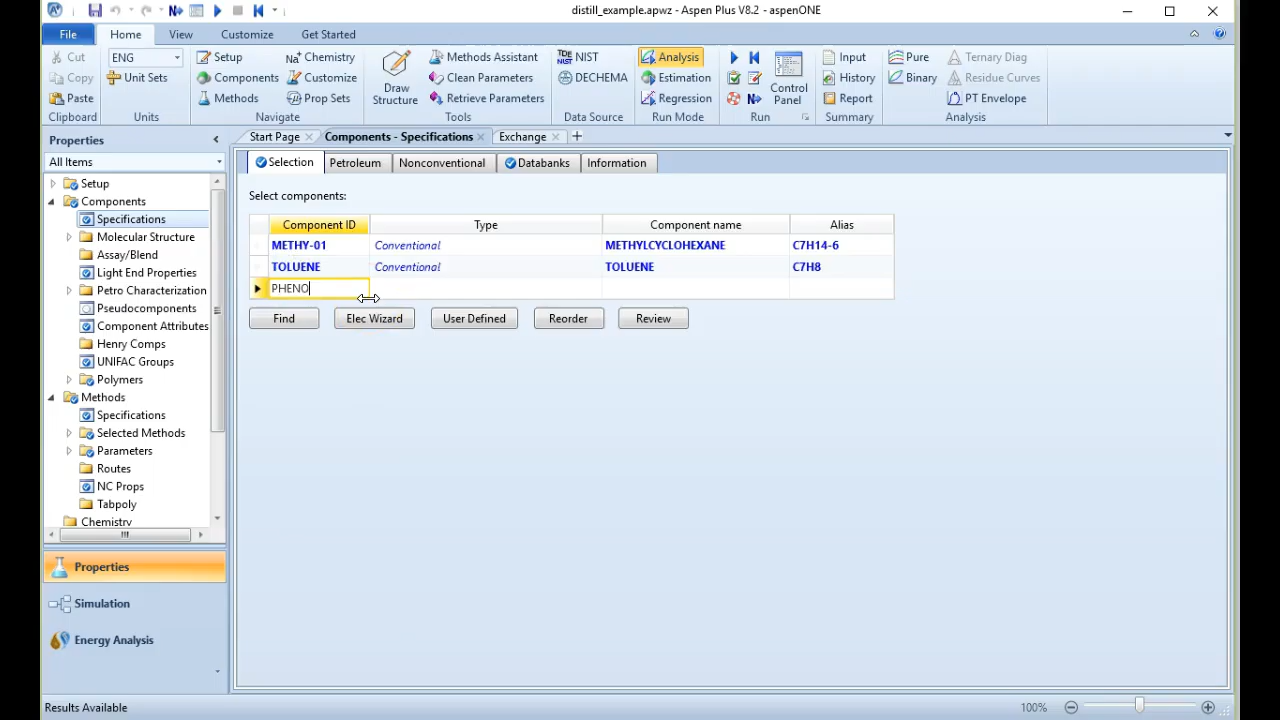 distill_example.apwz - Aspen Plus V8.2 - aspenONE
File Home View Customize Get Started
Cut ENG Setup Chemistry Methods Assistant NIST Analysis Input Pure Ternary Diagram
Copy Unit Sets Components Customize Draw Structure Clean Parameters DECHEMA Estimation Control Panel History Binary Residue Curves
Paste Methods Prop Sets Retrieve Parameters Regression Report PT Envelope
Clipboard Units Navigate Tools Data Source Run Mode Run Summary Analysis
Properties Start Page Components - Specifications Exchange
All Items Selection Petroleum Nonconventional Databanks Information
Setup
Components
Specifications
Molecular Structure
Assay/Blend
Light End Properties
Petro Characterization
Pseudocomponents
Component Attributes
Henry Comps
UNIFAC Groups
Polymers
Methods
Specifications
Selected Methods
Parameters
Routes
NC Props
Tabpoly
Chemistry
Properties
Simulation
Energy Analysis
Select components:
Component ID Type Component name Alias
METHY-01 Conventional METHYLCYCLOHEXANE C7H14-6
TOLUENE Conventional TOLUENE C7H8
PHENO
Find Elec Wizard User Defined Reorder Review
Results Available 100%